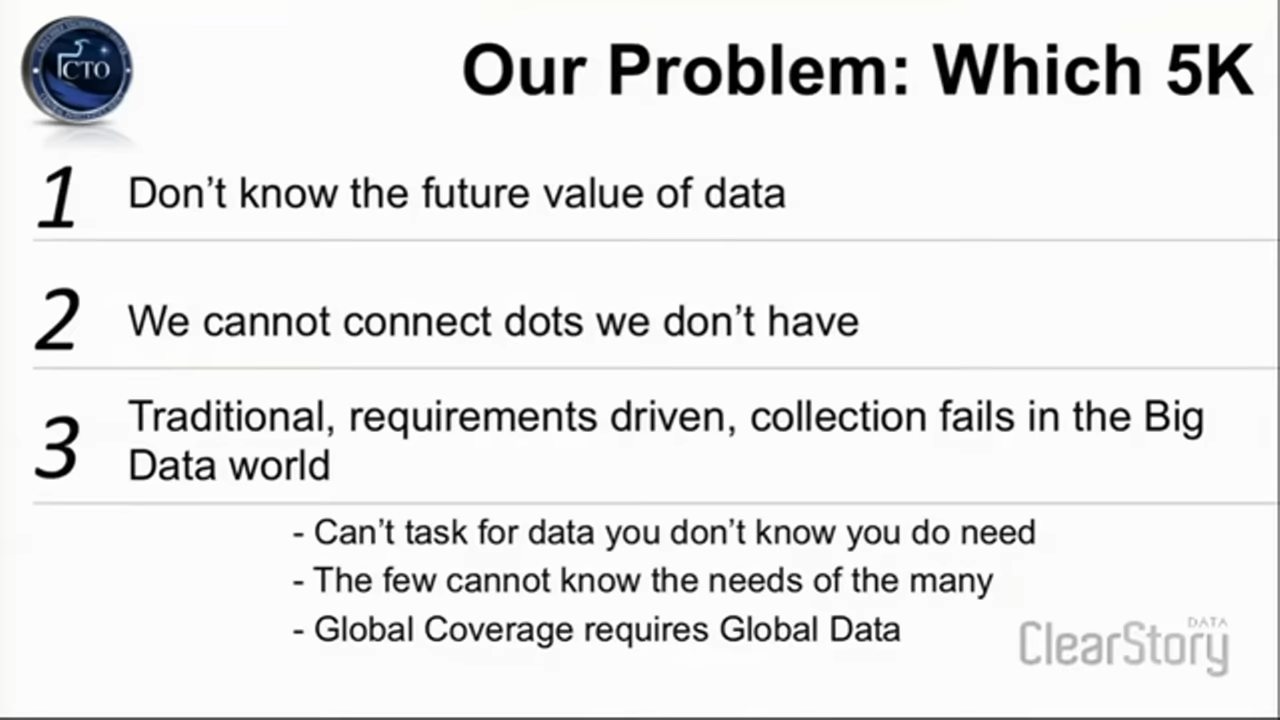 CTO
Our Problem: Which 5K
1
Don’t know the future value of data
2
We cannot connect dots we don’t have
3
Traditional, requirements driven, collection fails in the Big
Data world
- Can’t task for data you don’t know you do need
- The few cannot know the needs of the many
- Global Coverage requires Global Data
DATA
ClearStory